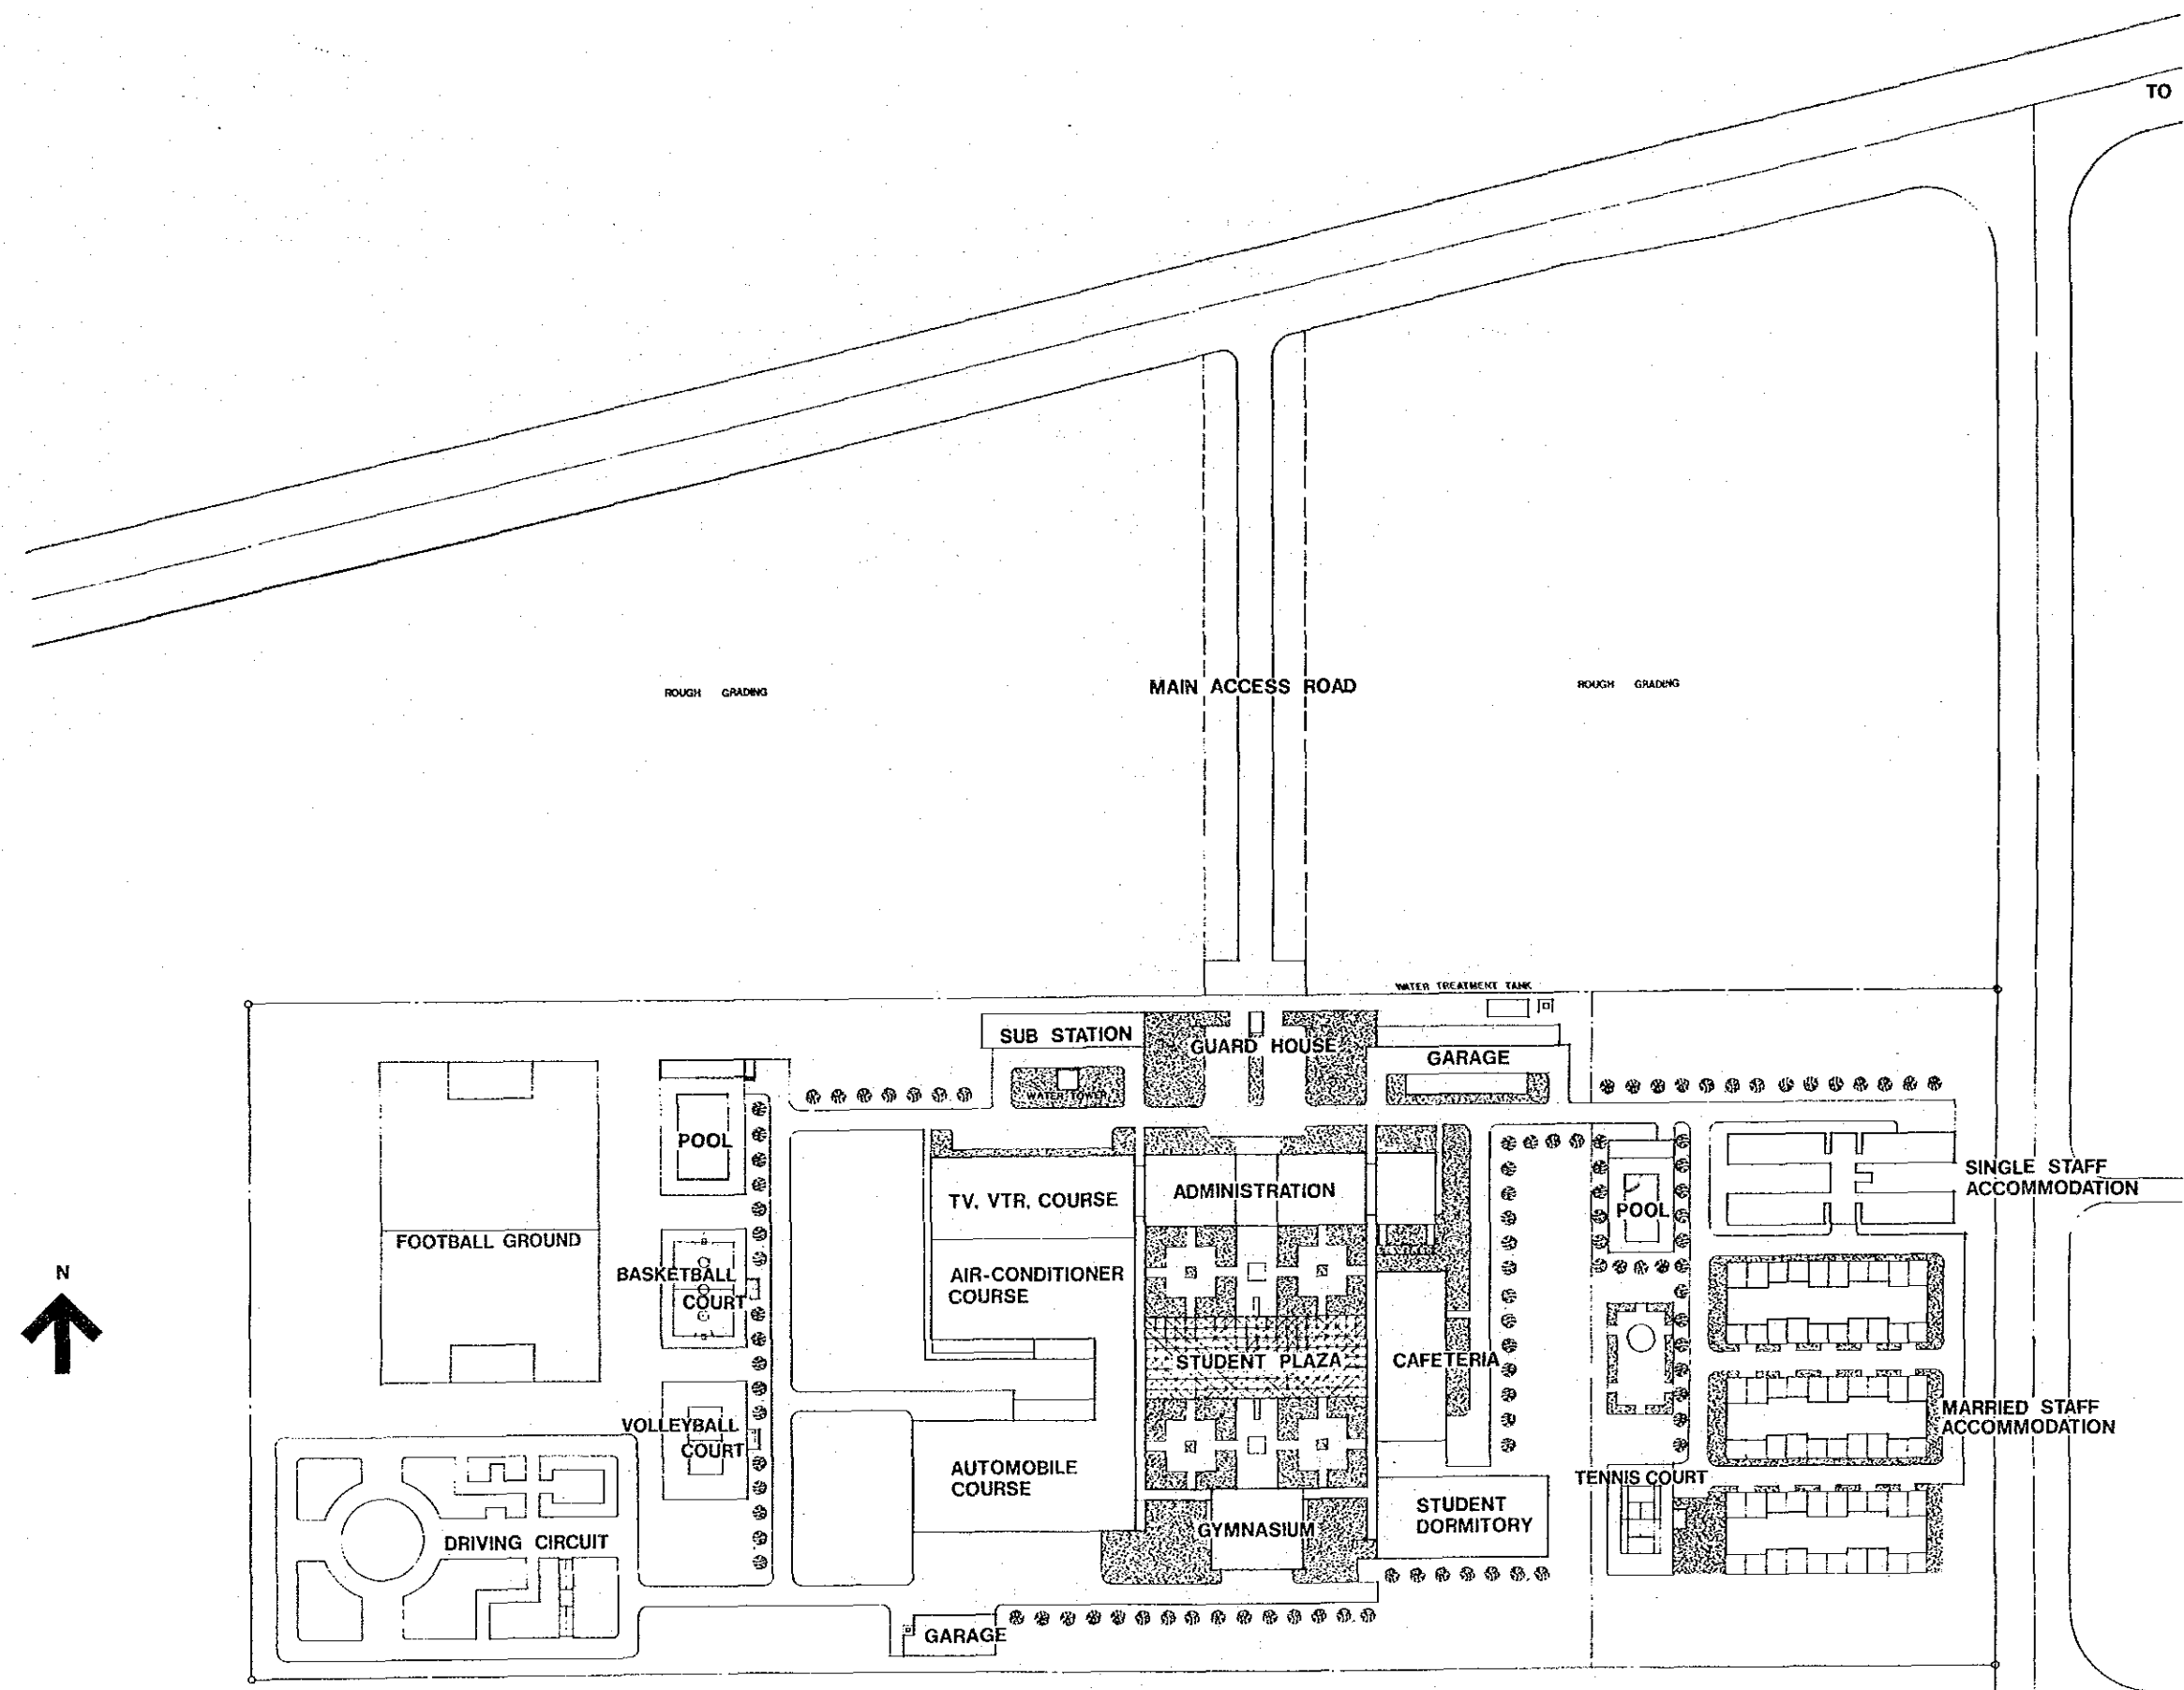 TO
ROUGH GRADING
MAIN ACCESS ROAD
ROUGH GRADING
WATER TREATMENT TANK
SUB STATION
GUARD HOUSE
GARAGE
WATER TOWER
POOL
TV. VTR. COURSE
ADMINISTRATION
SINGLE STAFF
ACCOMMODATION
POOL
FOOTBALL GROUND
N
BASKETBALL
COURT
AIR-CONDITIONER
COURSE
STUDENT PLAZA
CAFETERIA
MARRIED STAFF
ACCOMMODATION
VOLLEYBALL
COURT
AUTOMOBILE
COURSE
TENNIS COURT
STUDENT
DORMITORY
GYMNASIUM
DRIVING CIRCUIT
GARAGE